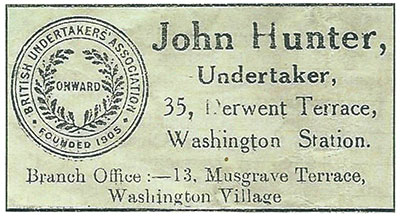 BRITISH UNDERTAKERS' ASSOCIATION
ONWARD
FOUNDED 1905
John Hunter,
Undertaker,
35, Derwent Terrace,
Washington Station.
Branch Office :—13, Musgrave Terrace,
Washington Village